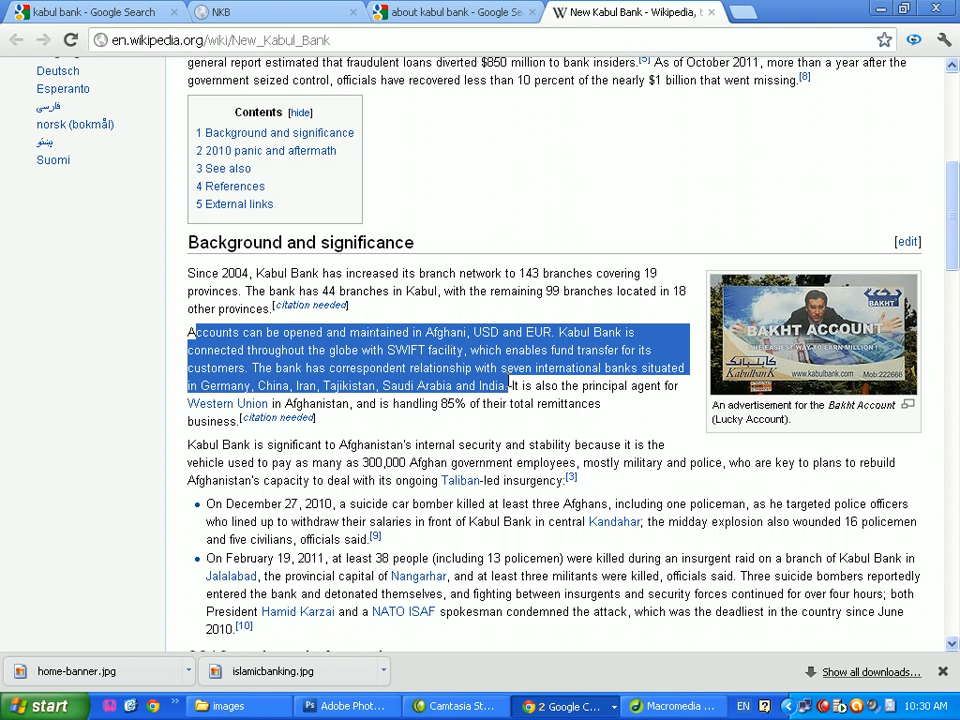 kabul bank - Google Search
NKB
about kabul bank - Google Se
New Kabul Bank - Wikipedia, t
en.wikipedia.org/wiki/New_Kabul_Bank
Deutsch
Esperanto
فارسی
norsk (bokmål)
پښتو
Suomi
general report estimated that fraudulent loans diverted $850 million to bank insiders.[5] As of October 2011, more than a year after the
government seized control, officials have recovered less than 10 percent of the nearly $1 billion that went missing.[8]
Contents [hide]
1 Background and significance
2 2010 panic and aftermath
3 See also
4 References
5 External links
Background and significance
[edit]
Since 2004, Kabul Bank has increased its branch network to 143 branches covering 19
provinces. The bank has 44 branches in Kabul, with the remaining 99 branches located in 18
other provinces.[citation needed]
Accounts can be opened and maintained in Afghani, USD and EUR. Kabul Bank is
connected throughout the globe with SWIFT facility, which enables fund transfer for its
customers. The bank has correspondent relationship with seven international banks situated
in Germany, China, Iran, Tajikistan, Saudi Arabia and India. It is also the principal agent for
Western Union in Afghanistan, and is handling 85% of their total remittances
business.[citation needed]
BAKHT
BAKHT ACCOUNT
THE EASIEST WAY TO EARN MILLION !
KabulBank
www.kabulbank.com
Mob:222666
An advertisement for the Bakht Account
(Lucky Account).
Kabul Bank is significant to Afghanistan's internal security and stability because it is the
vehicle used to pay as many as 300,000 Afghan government employees, mostly military and police, who are key to plans to rebuild
Afghanistan's capacity to deal with its ongoing Taliban-led insurgency:[3]
On December 27, 2010, a suicide car bomber killed at least three Afghans, including one policeman, as he targeted police officers
who lined up to withdraw their salaries in front of Kabul Bank in central Kandahar; the midday explosion also wounded 16 policemen
and five civilians, officials said.[9]
On February 19, 2011, at least 38 people (including 13 policemen) were killed during an insurgent raid on a branch of Kabul Bank in
Jalalabad, the provincial capital of Nangarhar, and at least three militants were killed, officials said. Three suicide bombers reportedly
entered the bank and detonated themselves, and fighting between insurgents and security forces continued for over four hours; both
President Hamid Karzai and a NATO ISAF spokesman condemned the attack, which was the deadliest in the country since June
2010.[10]
home-banner.jpg
islamicbanking.jpg
Show all downloads...
start
images
Adobe Phot...
Camtasia St...
2 Google C...
Macromedia ...
EN
10:30 AM